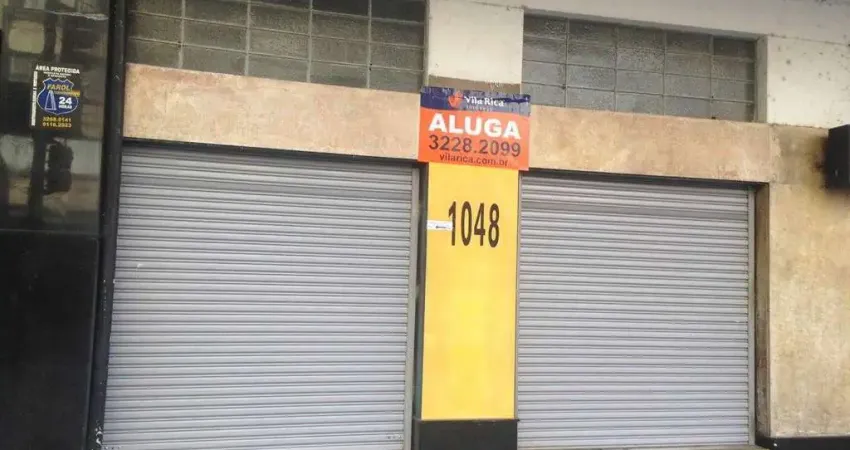 ÁREA PROTEGIDA
FAROL
24
HORAS
Vila Rica
ALUGA
3228.2099
vilarica.com.br
1048